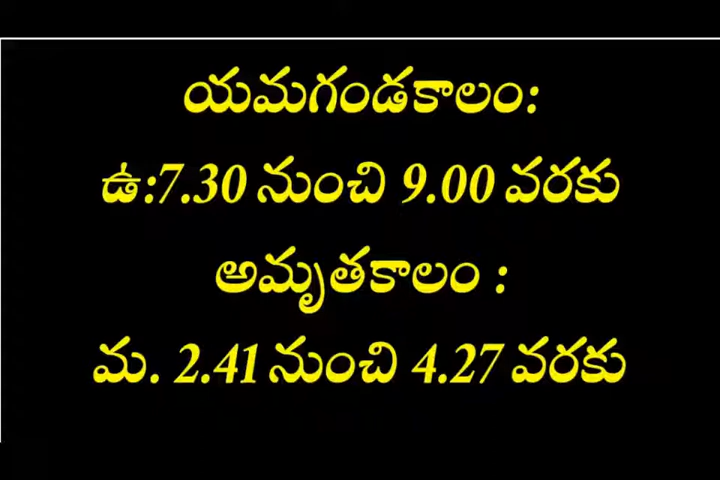 యమగండకాలం:
ఉ:7.30 నుంచి 9.00 వరకు
అమృతకాలం :
మ. 2.41 నుంచి 4.27 వరకు